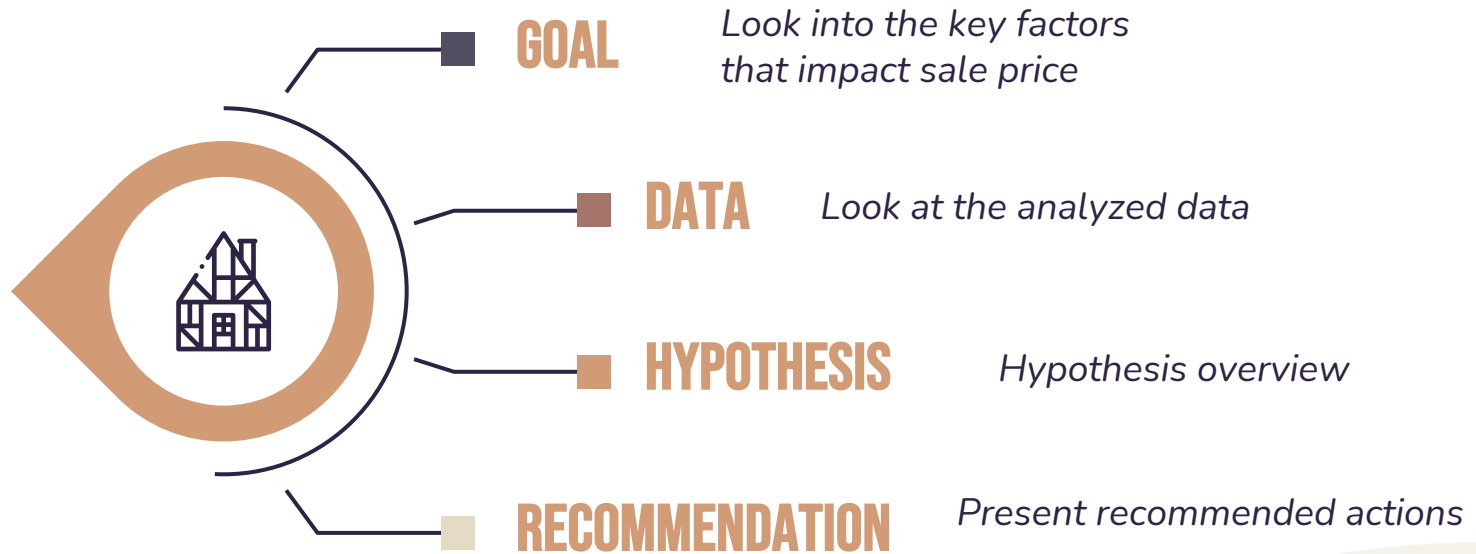 GOAL
Look into the key factors
that impact sale price
DATA
Look at the analyzed data
HYPOTHESIS
Hypothesis overview
RECOMMENDATION
Present recommended actions